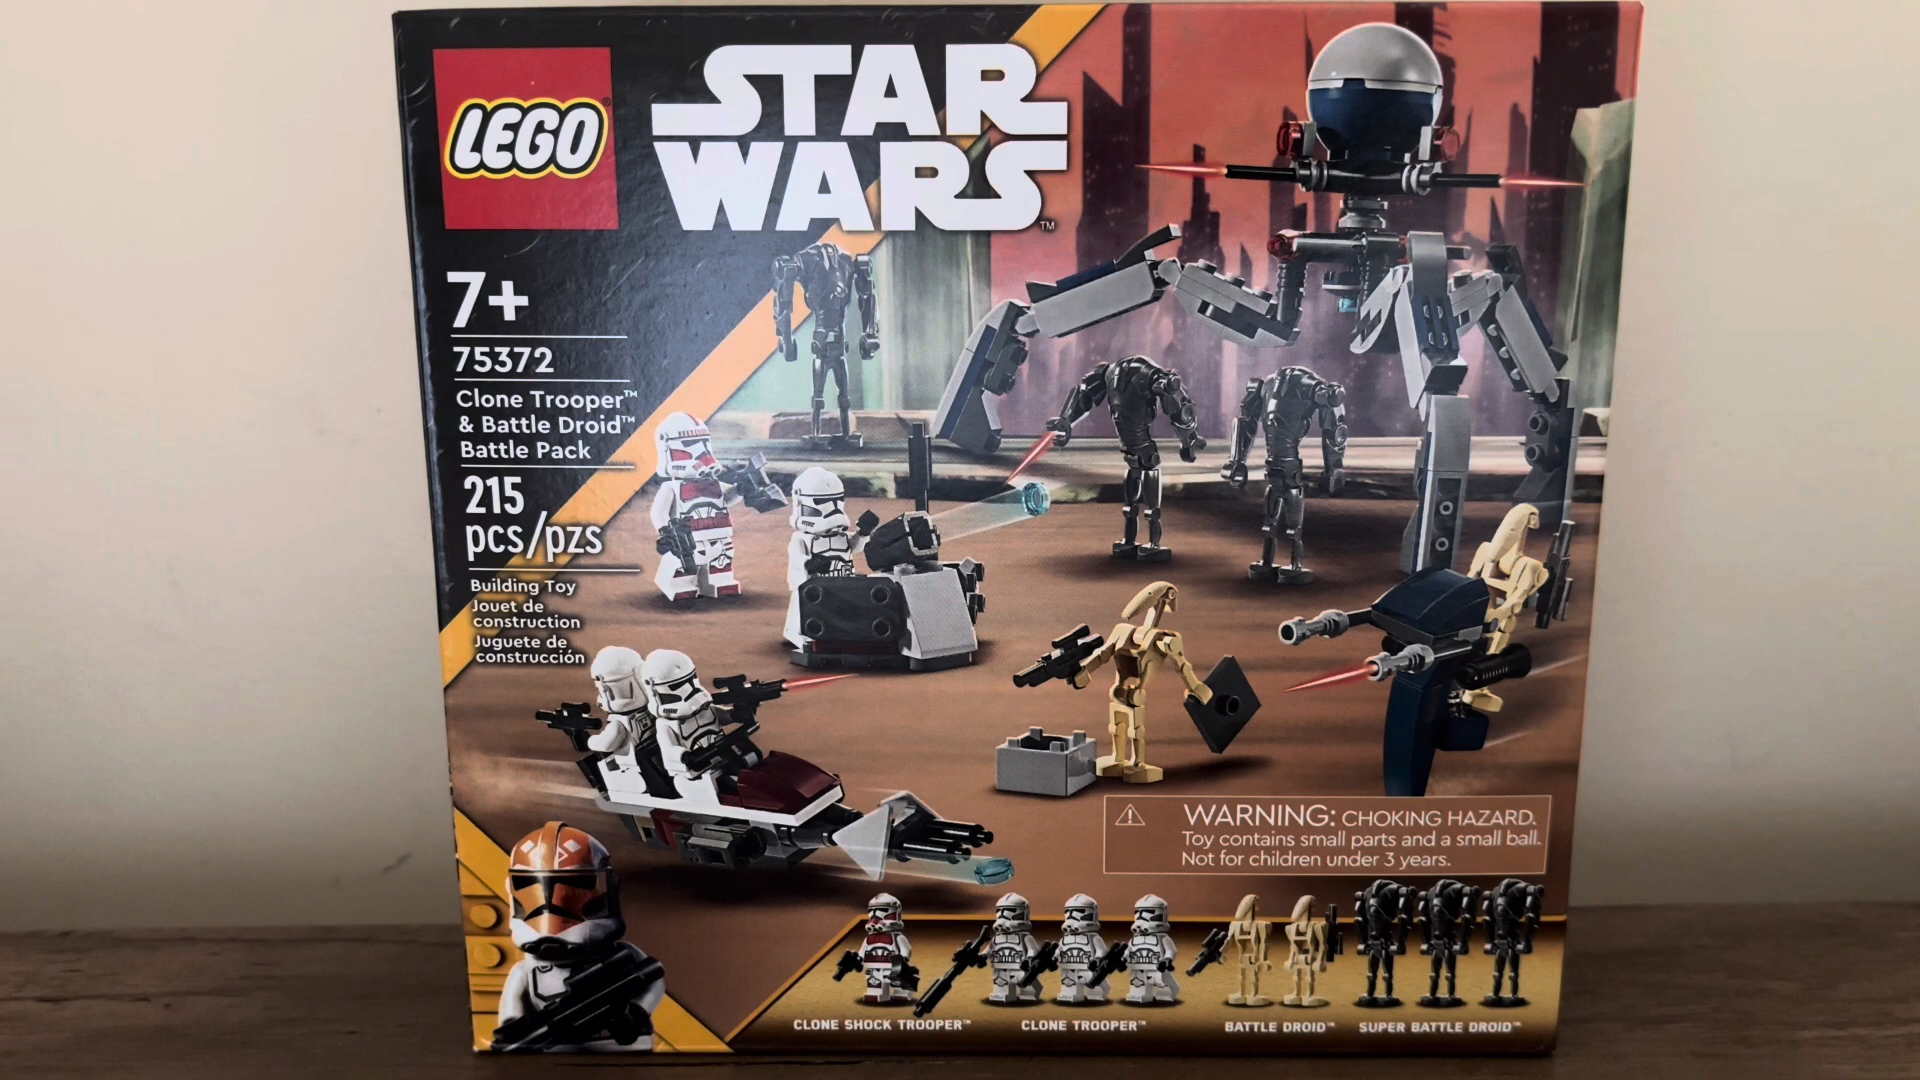 LEGO
STAR
WARS™
7+
75372
Clone Trooper™
& Battle Droid™
Battle Pack
215
pcs/pzs
Building Toy
Jouet de
construction
Juguete de
construcción
WARNING: CHOKING HAZARD.
Toy contains small parts and a small ball.
Not for children under 3 years.
CLONE SHOCK TROOPER™
CLONE TROOPER™
BATTLE DROID™
SUPER BATTLE DROID™